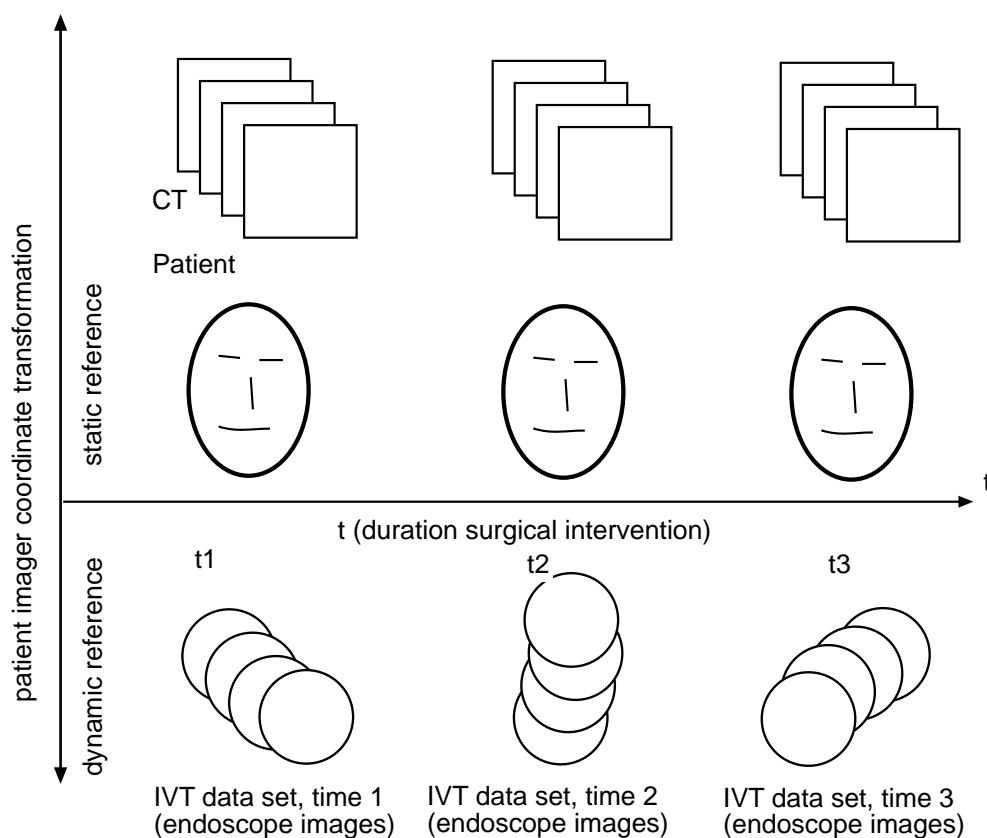 CT
Patient
patient imager coordinate transformation
static reference
t
t (duration surgical intervention)
t1
t2
t3
dynamic reference
IVT data set, time 1
(endoscope images)
IVT data set, time 2
(endoscope images)
IVT data set, time 3
(endoscope images)